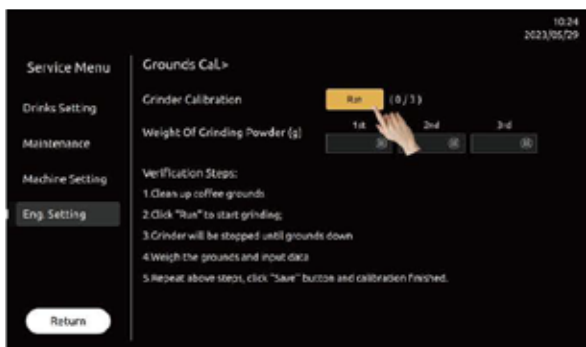 10:24
2023/05/29
Service Menu
Grounds Cal.>
Drinks Setting
Maintenance
Machine Setting
Eng. Setting
Return
Grinder Calibration
Run
(0/3)
Weight Of Grinding Powder (g)
1st
2nd
3rd
Verification Steps:
1.Clean up coffee grounds
2.Click "Run" to start grinding;
3.Grinder will be stopped until grounds down
4.Weigh the grounds and input data
5.Repeat above steps, click "Save" button and calibration finished.